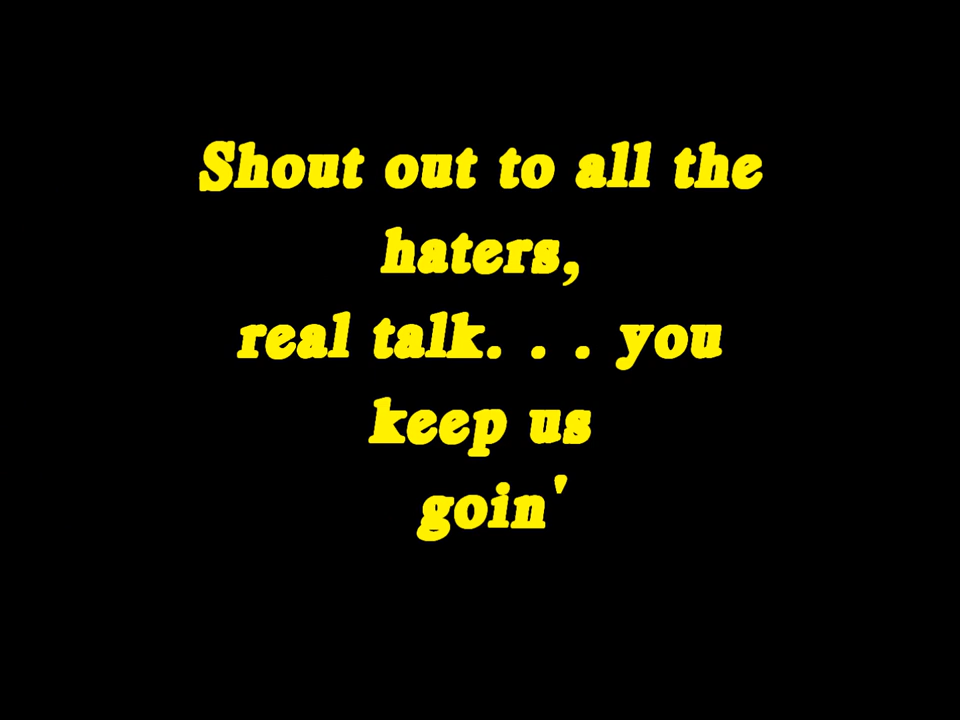 Shout out to all the
haters,
real talk. . . you
keep us
goin'